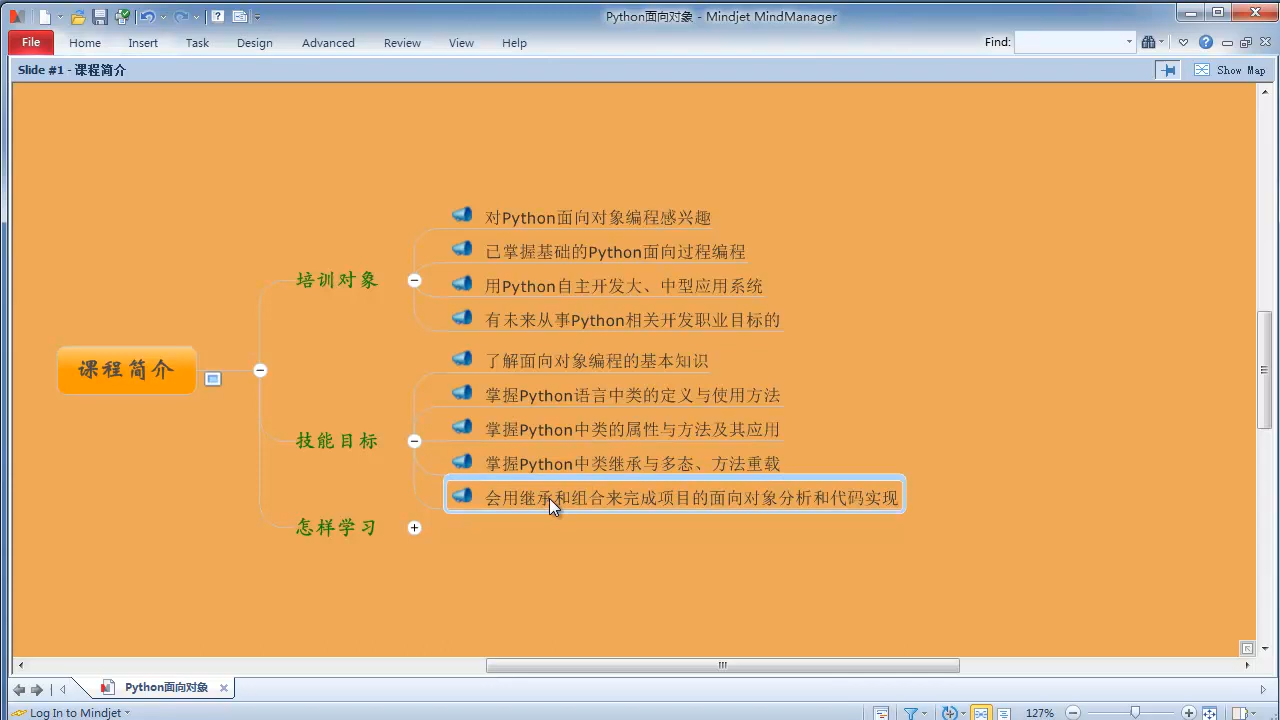 Python面向对象 - Mindjet MindManager
File Home Insert Task Design Advanced Review View Help Find:
Slide #1 - 课程简介 Show Map
对Python面向对象编程感兴趣
已掌握基础的Python面向过程编程
培训对象
用Python自主开发大、中型应用系统
有未来从事Python相关开发职业目标的
课程简介
了解面向对象编程的基本知识
掌握Python语言中类的定义与使用方法
掌握Python中类的属性与方法及其应用
技能目标
掌握Python中类继承与多态、方法重载
会用继承和组合来完成项目的面向对象分析和代码实现
怎样学习
Python面向对象
Log In to Mindjet 127%